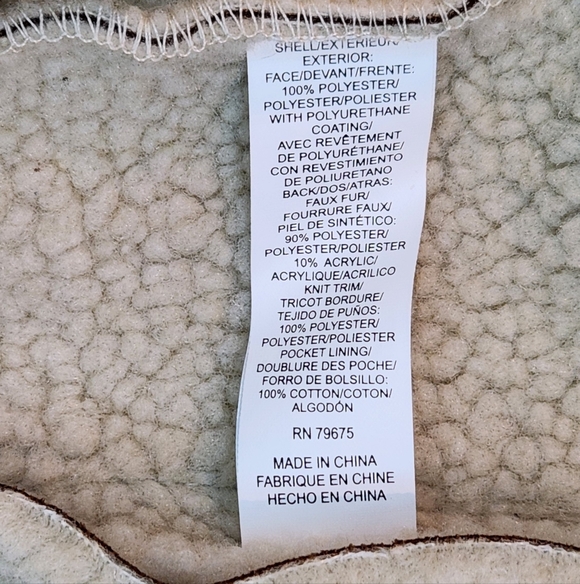 SHELL/EXTERIEUR/
EXTERIOR:
FACE/DEVANT/FRENTE:
100% POLYESTER/
POLYESTER/POLIESTER
WITH POLYURETHANE
COATING/
AVEC REVÊTEMENT
DE POLYURÉTHANE/
CON REVESTIMIENTO
DE POLIURETANO
BACK/DOS/ATRAS:
FAUX FUR/
FOURRURE FAUX/
PIEL DE SINTÉTICO:
90% POLYESTER/
POLYESTER/POLIESTER
10% ACRYLIC/
ACRYLIQUE/ACRILICO
KNIT TRIM/
TRICOT BORDURE/
TEJIDO DE PUÑOS:
100% POLYESTER/
POLYESTER/POLIESTER
POCKET LINING/
DOUBLURE DES POCHE/
FORRO DE BOLSILLO:
100% COTTON/COTON/
ALGODÓN
RN 79675
MADE IN CHINA
FABRIQUE EN CHINE
HECHO EN CHINA